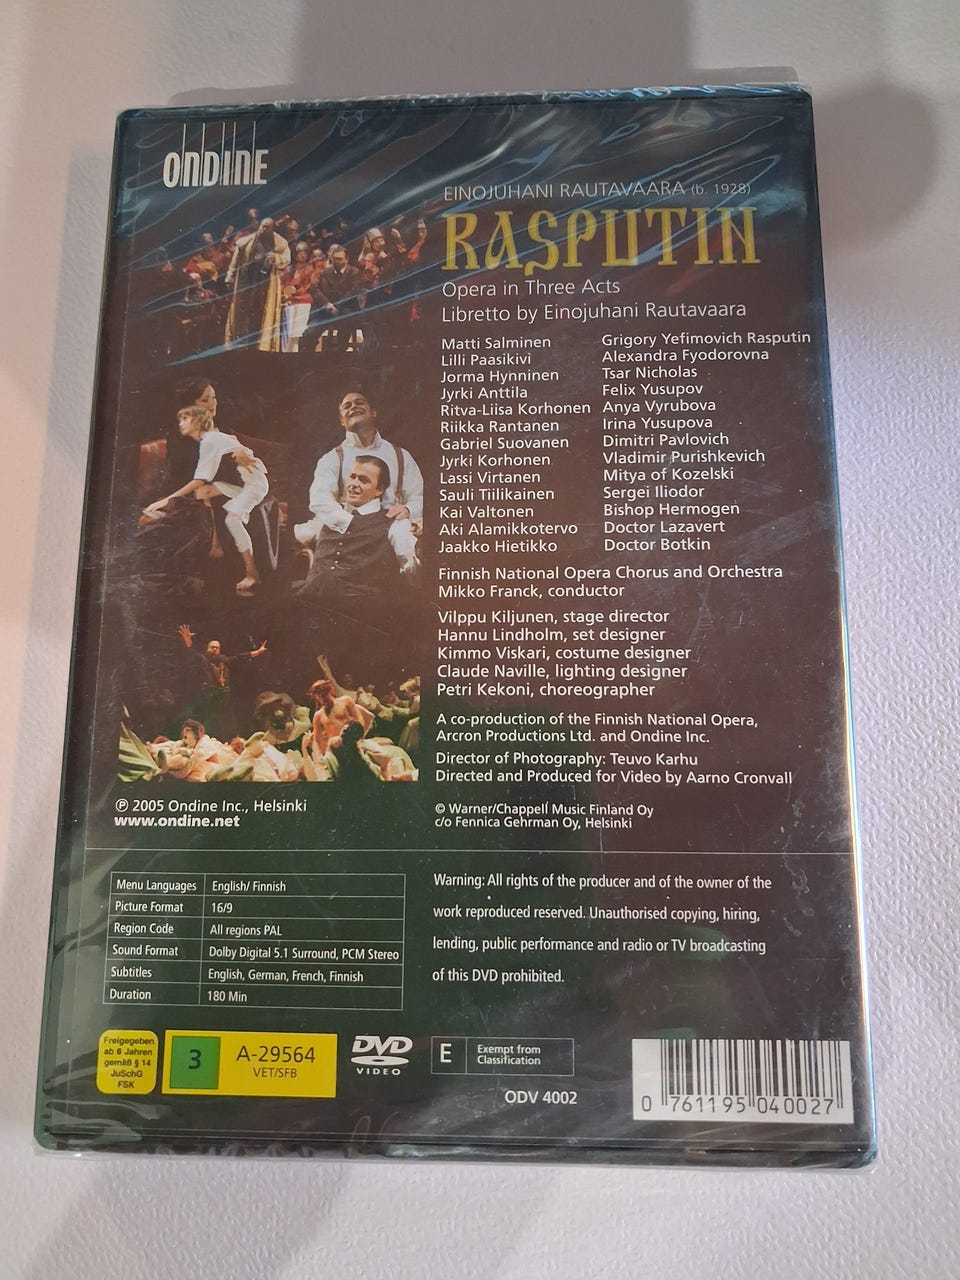 ONDINE
EINOJUHANI RAUTAVAARA (b. 1928)
RASPUTIN
Opera in Three Acts
Libretto by Einojuhani Rautavaara
Matti Salminen Grigory Yefimovich Rasputin
Lilli Paasikivi Alexandra Fyodorovna
Jorma Hynninen Tsar Nicholas
Jyrki Anttila Felix Yusupov
Ritva-Liisa Korhonen Anya Vyrubova
Riikka Rantanen Irina Yusupova
Gabriel Suovanen Dimitri Pavlovich
Jyrki Korhonen Vladimir Purishkevich
Lassi Virtanen Mitya of Kozelski
Sauli Tiilikainen Sergei Iliodor
Kai Valtonen Bishop Hermogen
Aki Alamikkotervo Doctor Lazavert
Jaakko Hietikko Doctor Botkin
Finnish National Opera Chorus and Orchestra
Mikko Franck, conductor
Vilppu Kiljunen, stage director
Hannu Lindholm, set designer
Kimmo Viskari, costume designer
Claude Naville, lighting designer
Petri Kekoni, choreographer
A co-production of the Finnish National Opera,
Arcron Productions Ltd. and Ondine Inc.
Director of Photography: Teuvo Karhu
Directed and Produced for Video by Aarno Cronvall
℗ 2005 Ondine Inc., Helsinki
www.ondine.net
© Warner/Chappell Music Finland Oy
c/o Fennica Gehrman Oy, Helsinki
Menu Languages English/ Finnish
Picture Format 16/9
Region Code All regions PAL
Sound Format Dolby Digital 5.1 Surround, PCM Stereo
Subtitles English, German, French, Finnish
Duration 180 Min
Warning: All rights of the producer and of the owner of the
work reproduced reserved. Unauthorised copying, hiring,
lending, public performance and radio or TV broadcasting
of this DVD prohibited.
Freigegeben
ab 6 Jahren
gemäß § 14
JuSchG
FSK
3 A-29564
VET/SFB
DVD
VIDEO
E Exempt from
Classification
ODV 4002
0 761195 040027